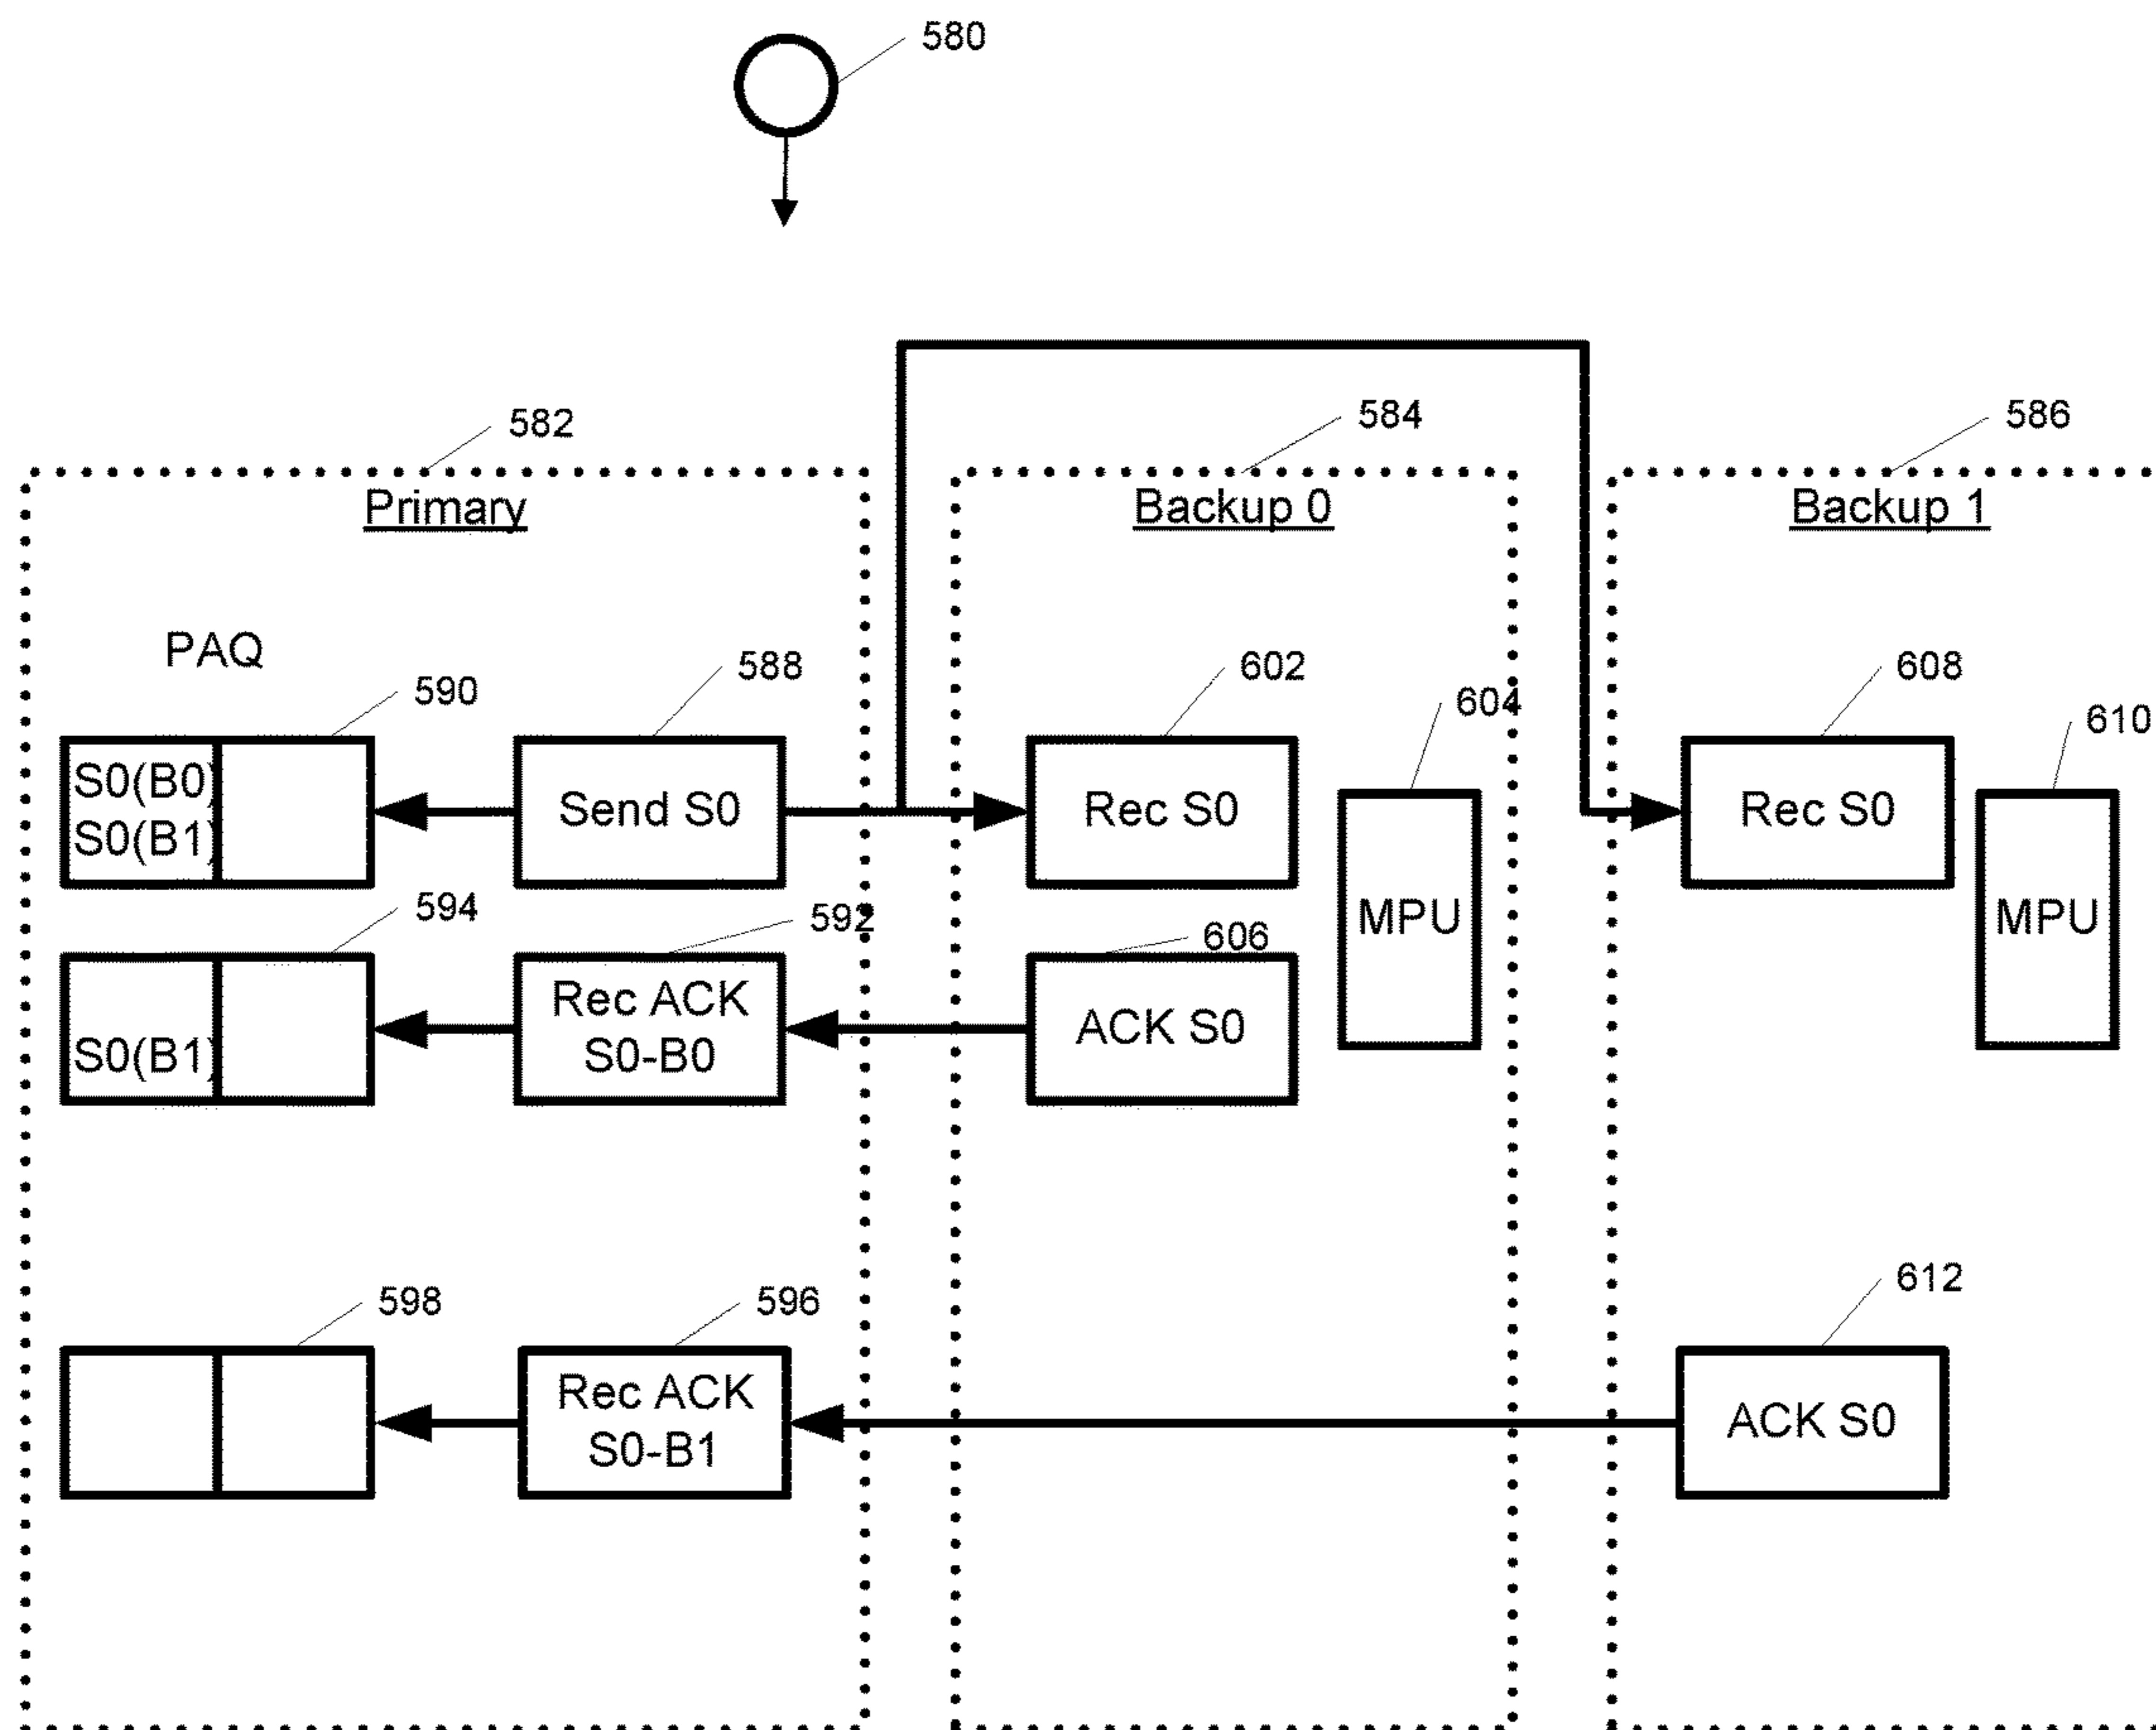 580
582
584
586
Primary
Backup 0
Backup 1
PAQ
590
588
602
604
608
610
S0(B0)
S0(B1)
Send S0
Rec S0
MPU
Rec S0
MPU
594
592
606
S0(B1)
Rec ACK
S0-B0
ACK S0
598
596
612
Rec ACK
S0-B1
ACK S0